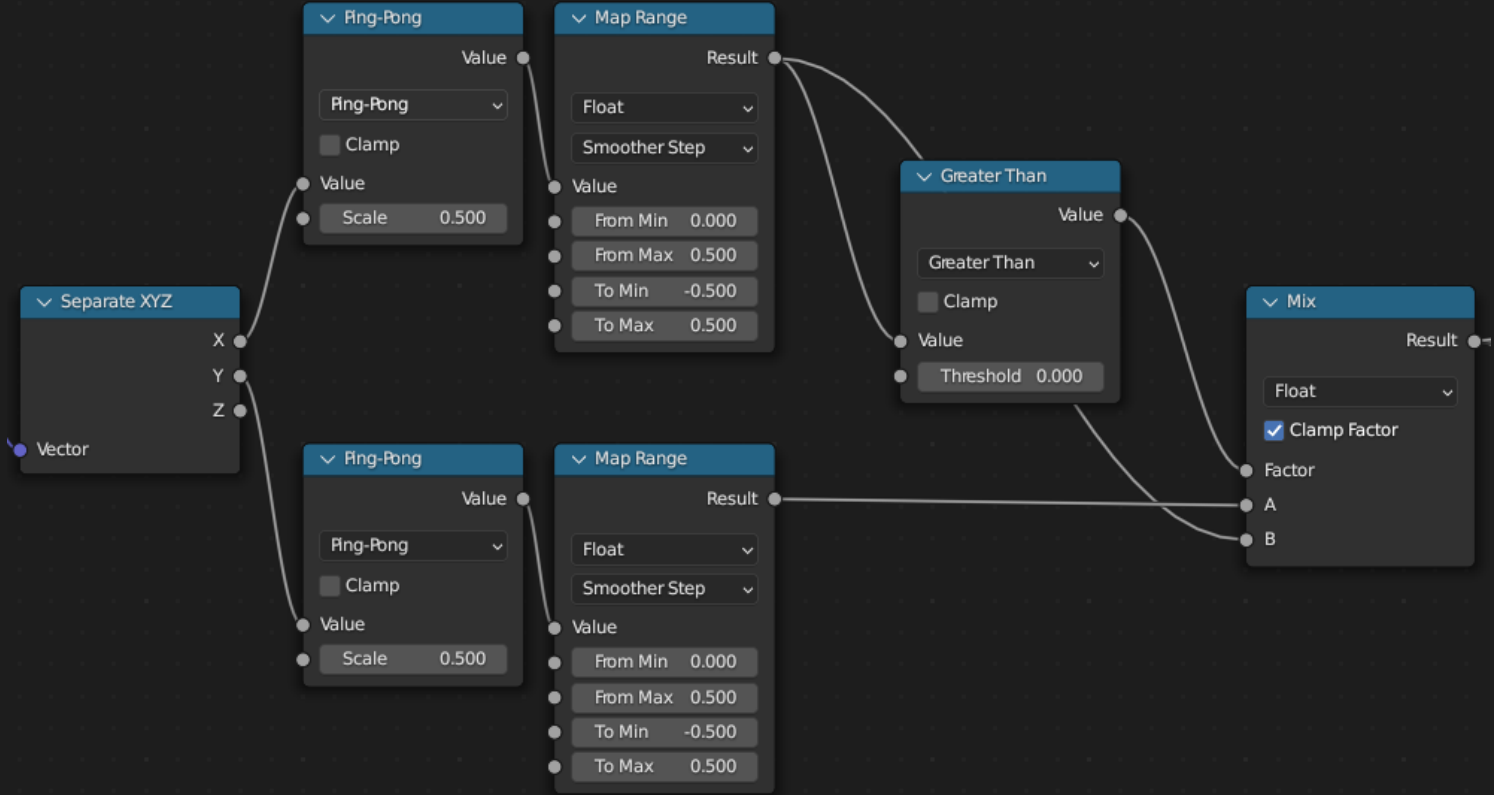 Separate XYZ
X
Y
Z
Vector
Ping-Pong
Value
Ping-Pong
Clamp
Value
Scale 0.500
Map Range
Result
Float
Smoother Step
Value
From Min 0.000
From Max 0.500
To Min -0.500
To Max 0.500
Ping-Pong
Value
Ping-Pong
Clamp
Value
Scale 0.500
Map Range
Result
Float
Smoother Step
Value
From Min 0.000
From Max 0.500
To Min -0.500
To Max 0.500
Greater Than
Value
Greater Than
Clamp
Value
Threshold 0.000
Mix
Result
Float
Clamp Factor
Factor
A
B